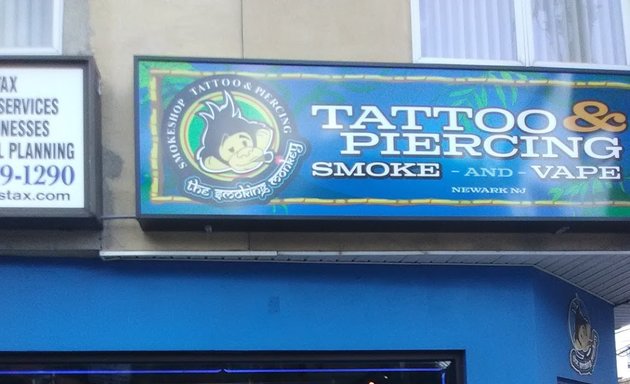 TAX
SERVICES
NESSES
PLANNING
9-1290
stax.com
SMOKESHOP TATTOO & PIERCING
the smoking monkey
TATTOO &
PIERCING
SMOKE - AND - VAPE
NEWARK NJ